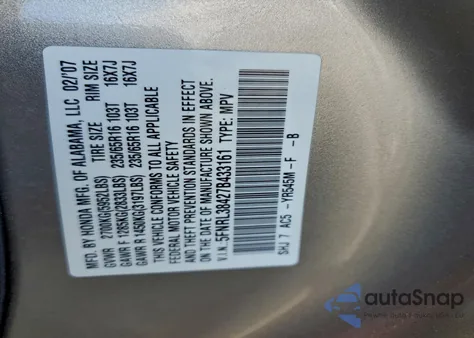 MFD. BY HONDA MFG. OF ALABAMA, LLC 02/'07
TIRE SIZE RIM SIZE
GVWR 2700KG(5952LBS)
GAWR F 1285KG(2833LBS) 235/65R16 103T 16X7J
GAWR R 1450KG(3197LBS) 235/65R16 103T 16X7J
THIS VEHICLE CONFORMS TO ALL APPLICABLE
FEDERAL MOTOR VEHICLE SAFETY
AND THEFT PREVENTION STANDARDS IN EFFECT
ON THE DATE OF MANUFACTURE SHOWN ABOVE.
V.I.N.:5FNRL38427B433161 TYPE: MPV
SHJ 7 AC5 -YR545M-F -B
autoSnap